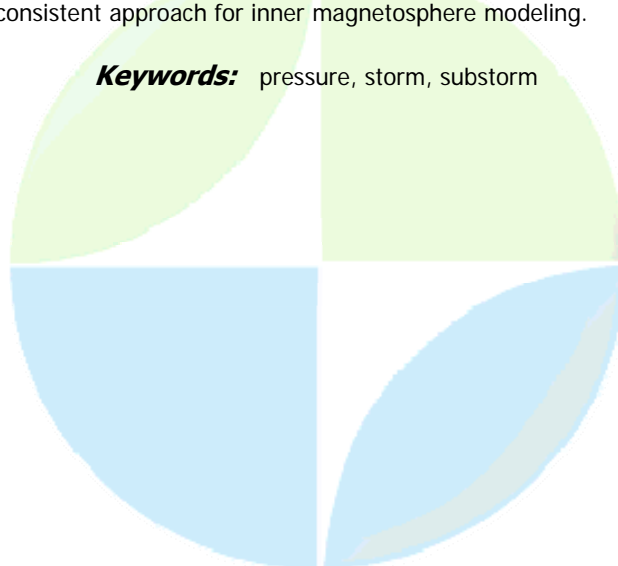 consistent approach for inner magnetosphere modeling.
Keywords: pressure, storm, substorm